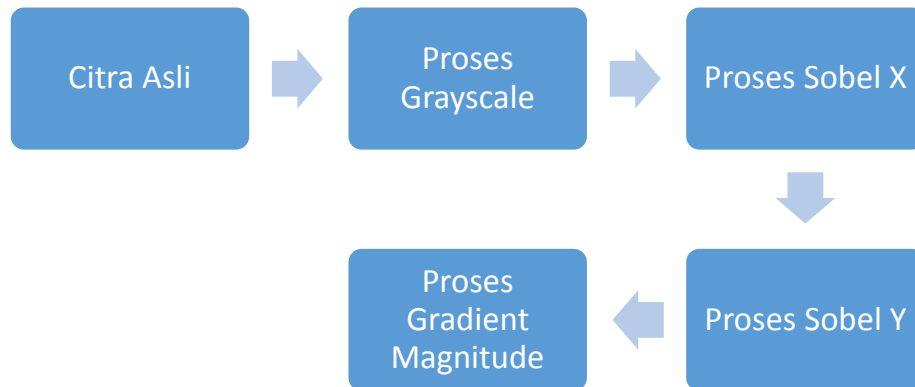 Citra Asli
Proses
Grayscale
Proses Sobel X
Proses Sobel Y
Proses
Gradient
Magnitude